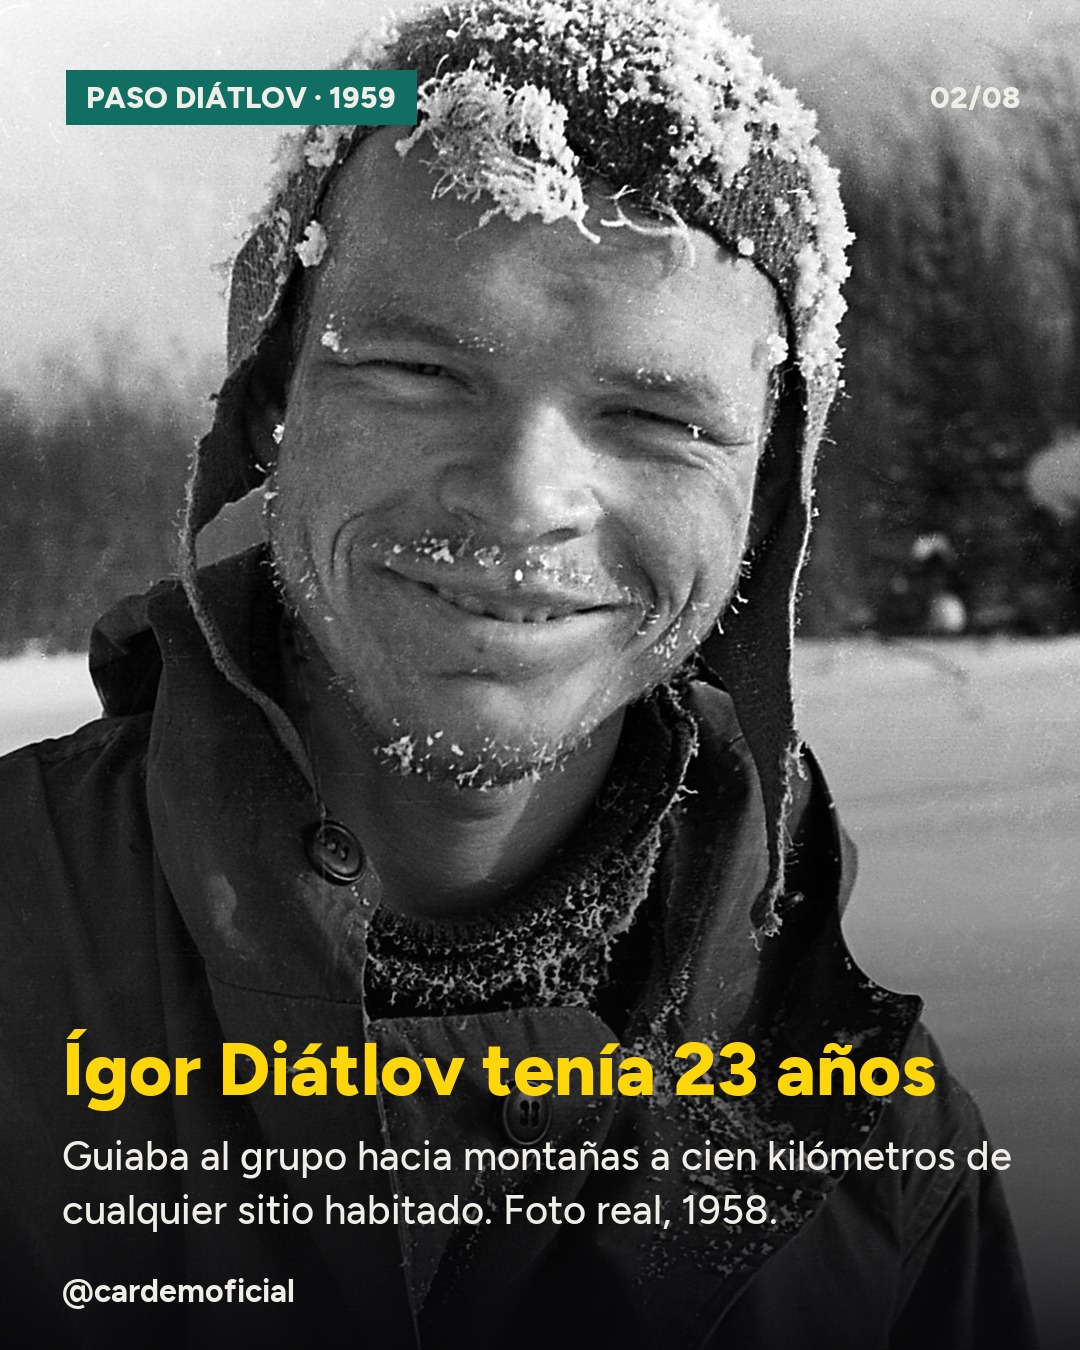 PASO DIÁTLOV · 1959
02/08
Ígor Diátlov tenía 23 años
Guiaba al grupo hacia montañas a cien kilómetros de
cualquier sitio habitado. Foto real, 1958.
@cardemoficial